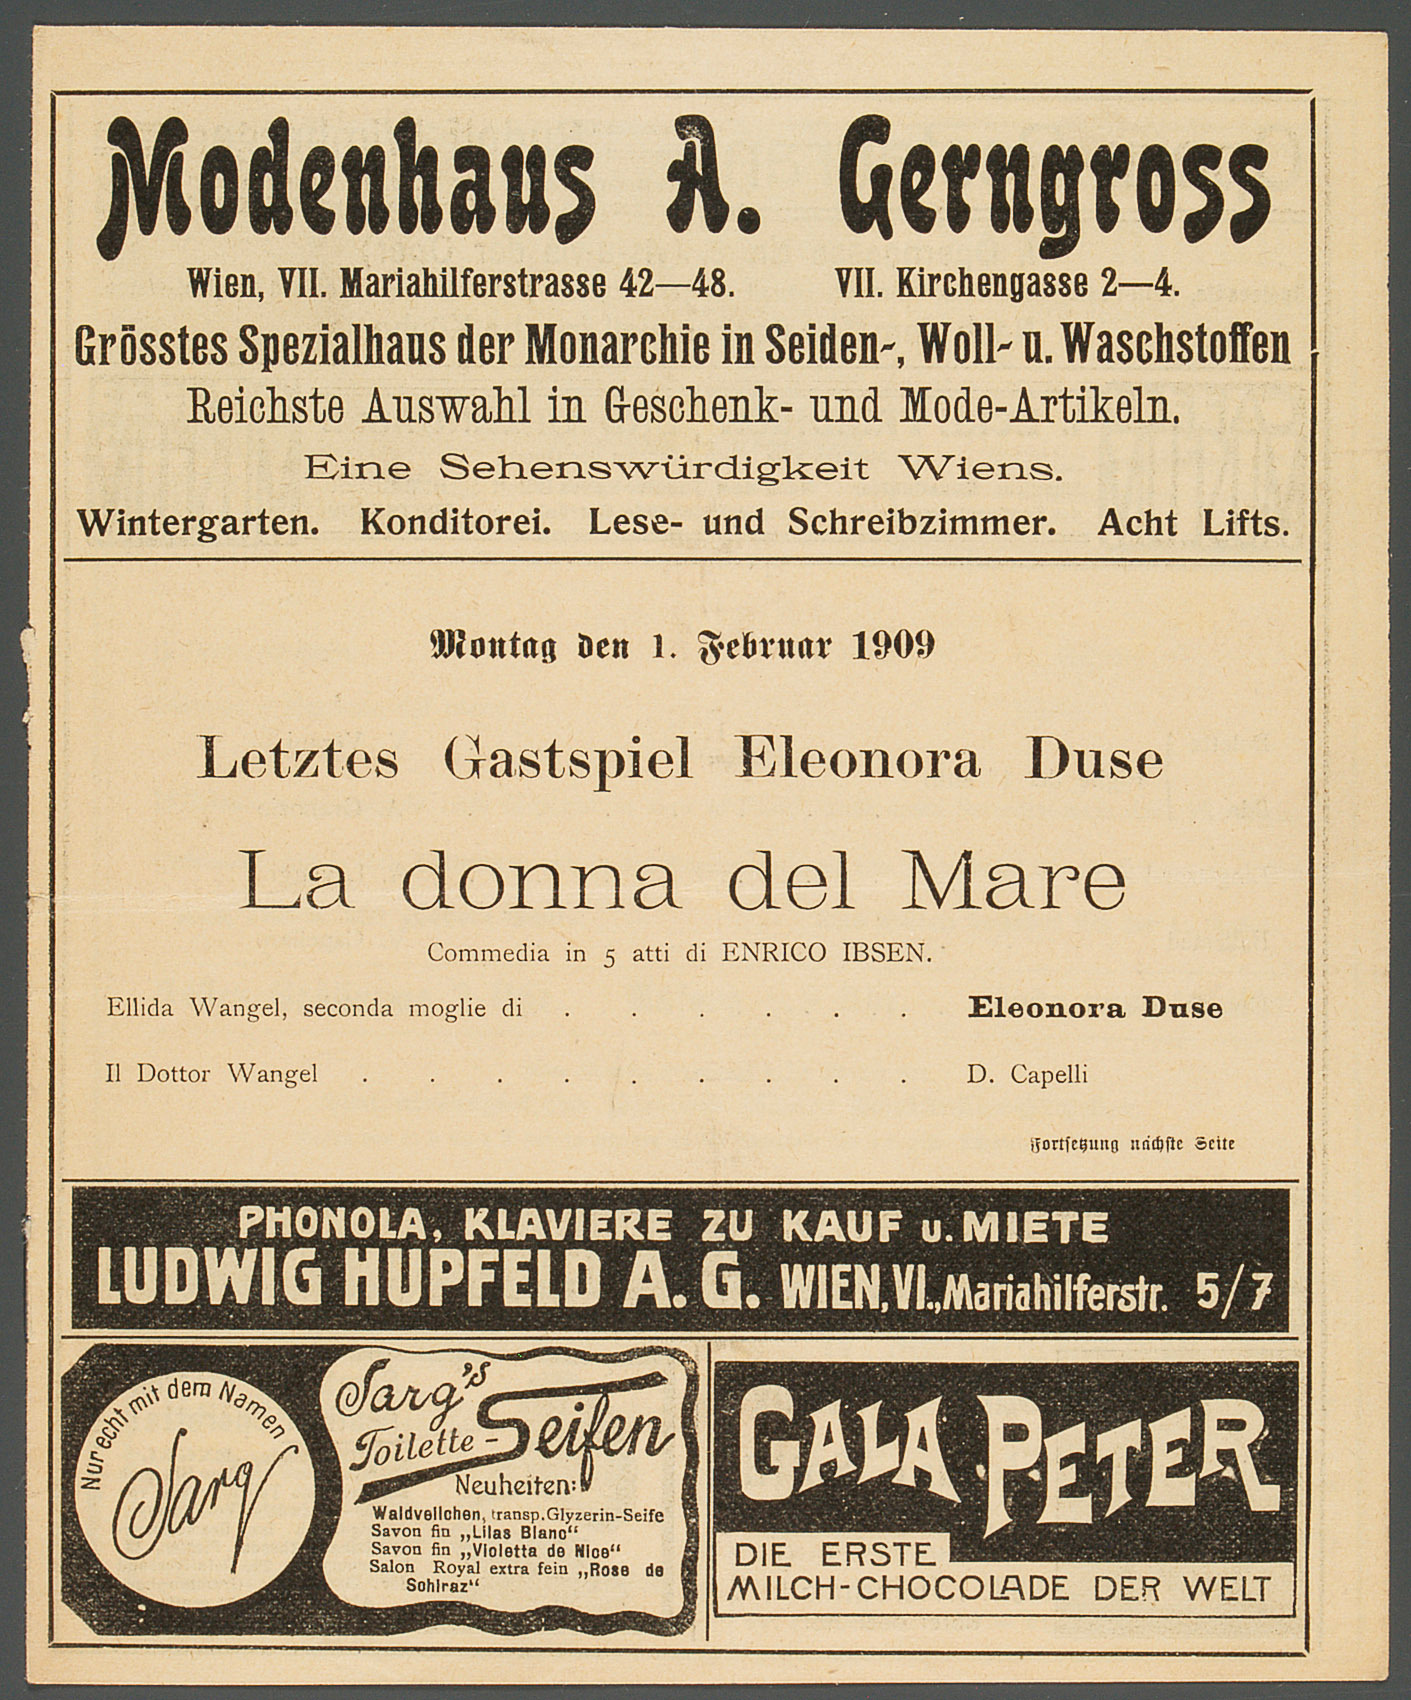 Modenhaus A. Gerngross
Wien, VII. Mariahilferstrasse 42—48. VII. Kirchengasse 2—4.
Grösstes Spezialhaus der Monarchie in Seiden-, Woll- u. Waschstoffen
Reichste Auswahl in Geschenk- und Mode-Artikeln.
Eine Sehenswürdigkeit Wiens.
Wintergarten. Konditorei. Lese- und Schreibzimmer. Acht Lifts.
Montag den 1. Februar 1909
Letztes Gastspiel Eleonora Duse
La donna del Mare
Commedia in 5 atti di ENRICO IBSEN.
Ellida Wangel, seconda moglie di . . . . . . Eleonora Duse
Il Dottor Wangel . . . . . . . . . D. Capelli
Fortsetzung nächste Seite
PHONOLA, KLAVIERE ZU KAUF u. MIETE
LUDWIG HUPFELD A. G. WIEN, VI., Mariahilferstr. 5/7
Nur echt mit dem Namen
Sarg
Sarg's
Toilette-Seifen
Neuheiten:
Waldveilchen, transp. Glyzerin-Seife
Savon fin „Lilas Blanc“
Savon fin „Violetta de Nice“
Salon Royal extra fein „Rose de
Schiraz“
GALA PETER
DIE ERSTE
MILCH-CHOCOLADE DER WELT